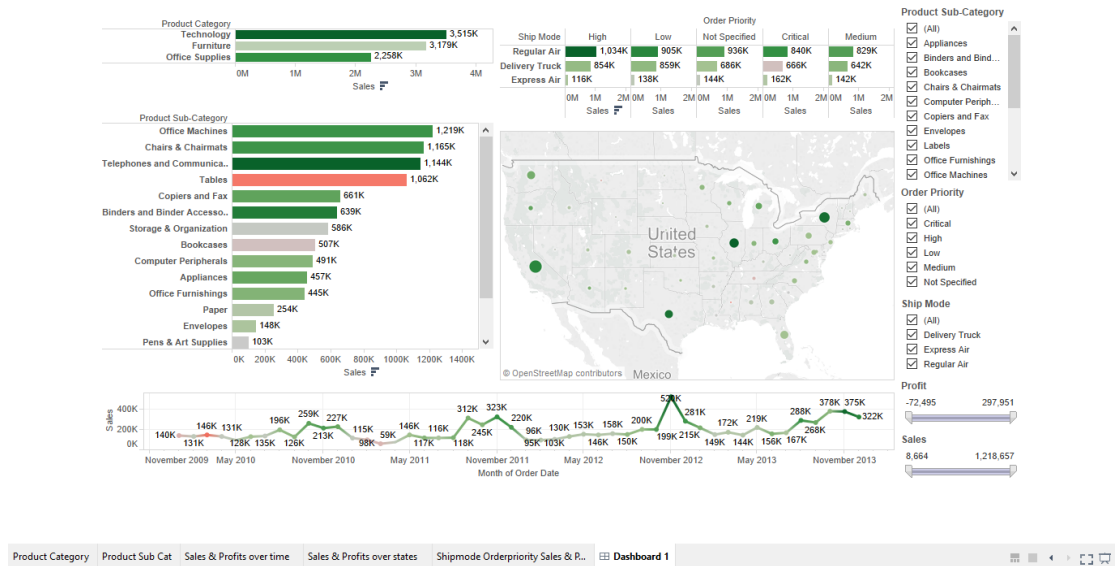 Product Category
Technology 3,515K
Furniture 3,179K
Office Supplies 2,258K
0M 1M 2M 3M 4M
Sales
Order Priority
Ship Mode High Low Not Specified Critical Medium
Regular Air 1,034K 905K 936K 840K 829K
Delivery Truck 854K 859K 686K 666K 642K
Express Air 116K 138K 144K 162K 142K
0M 1M 2M 0M 1M 2M 0M 1M 2M 0M 1M 2M 0M 1M 2M
Sales Sales Sales Sales Sales
Product Sub-Category
Office Machines 1,219K
Chairs & Chairmats 1,165K
Telephones and Communica.. 1,144K
Tables 1,062K
Copiers and Fax 661K
Binders and Binder Accesso.. 639K
Storage & Organization 586K
Bookcases 507K
Computer Peripherals 491K
Appliances 457K
Office Furnishings 445K
Paper 254K
Envelopes 148K
Pens & Art Supplies 103K
0K 200K 400K 600K 800K 1000K 1200K 1400K
Sales
United
States
Mexico
© OpenStreetMap contributors
Sales
400K
200K
0K
140K 131K 146K 131K 128K 135K 196K 126K 259K 213K 227K 115K 98K 59K 146K 117K 116K 118K 312K 245K 323K 220K 95K 96K 103K 130K 153K 146K 158K 150K 200K 199K 281K 215K 149K 172K 144K 219K 156K 167K 288K 268K 378K 375K 322K
November 2009 May 2010 November 2010 May 2011 November 2011 May 2012 November 2012 May 2013 November 2013
Month of Order Date
Product Sub-Category
(All)
Appliances
Binders and Bind...
Bookcases
Chairs & Chairmats
Computer Periph...
Copiers and Fax
Envelopes
Labels
Office Furnishings
Office Machines
Order Priority
(All)
Critical
High
Low
Medium
Not Specified
Ship Mode
(All)
Delivery Truck
Express Air
Regular Air
Profit
-72,495 297,951
Sales
8,664 1,218,657
Product Category Product Sub Cat Sales & Profits over time Sales & Profits over states Shipmode Orderpriority Sales & P... Dashboard 1